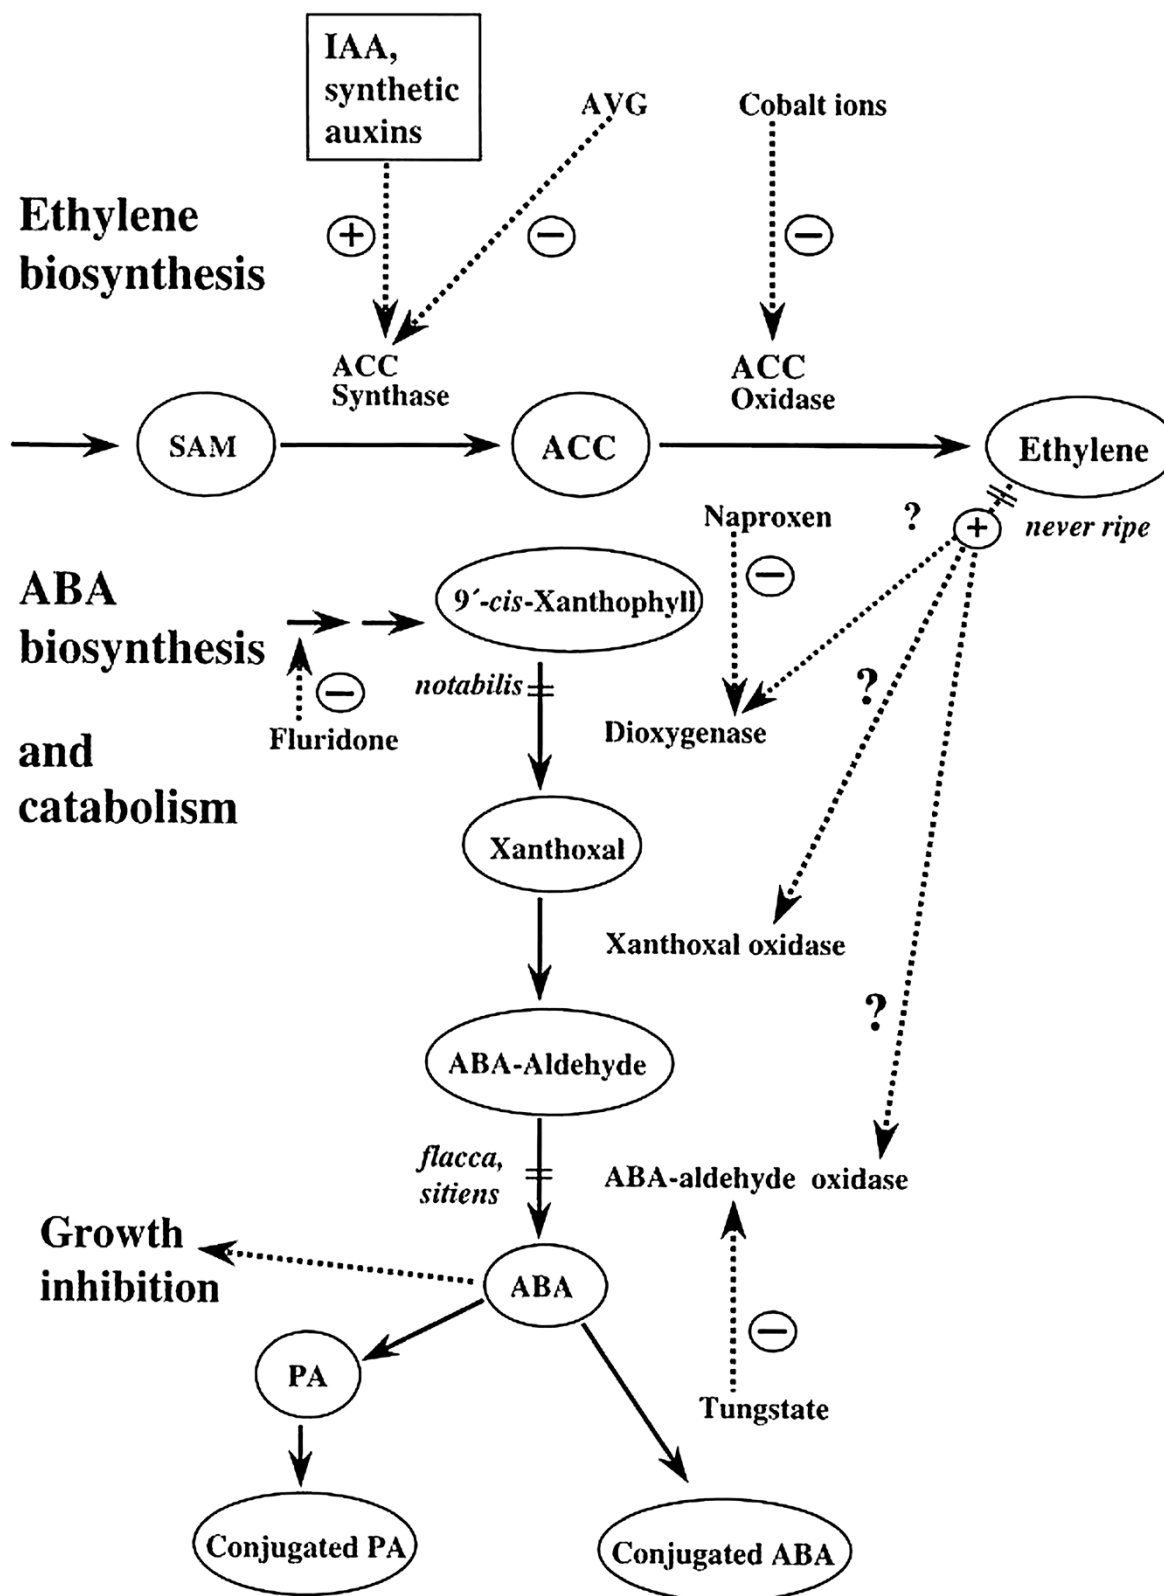 IAA,
synthetic
auxins
AVG
Cobalt ions
Ethylene
biosynthesis
+
−
−
ACC
Synthase
ACC
Oxidase
SAM
ACC
Ethylene
Naproxen
?
+
never ripe
−
ABA
biosynthesis
9´-cis-Xanthophyll
notabilis
−
Fluridone
?
Dioxygenase
and
catabolism
Xanthoxal
Xanthoxal oxidase
?
ABA-Aldehyde
flacca,
sitiens
ABA-aldehyde oxidase
Growth
inhibition
ABA
−
PA
Tungstate
Conjugated PA
Conjugated ABA